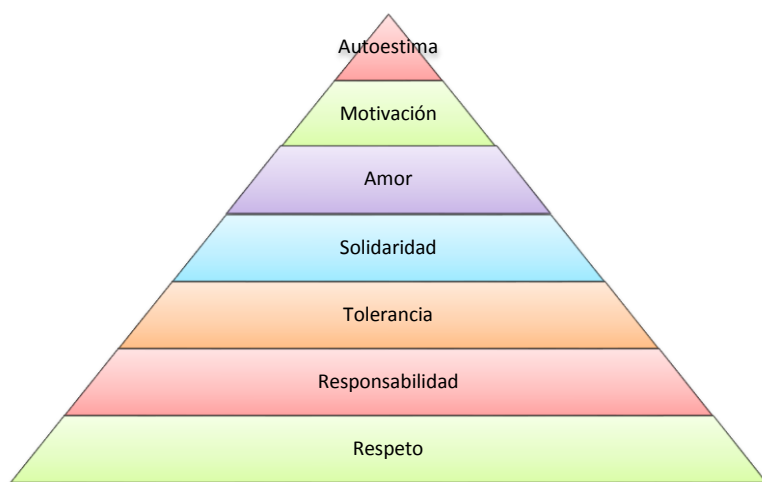 Autoestima
Motivación
Amor
Solidaridad
Tolerancia
Responsabilidad
Respeto